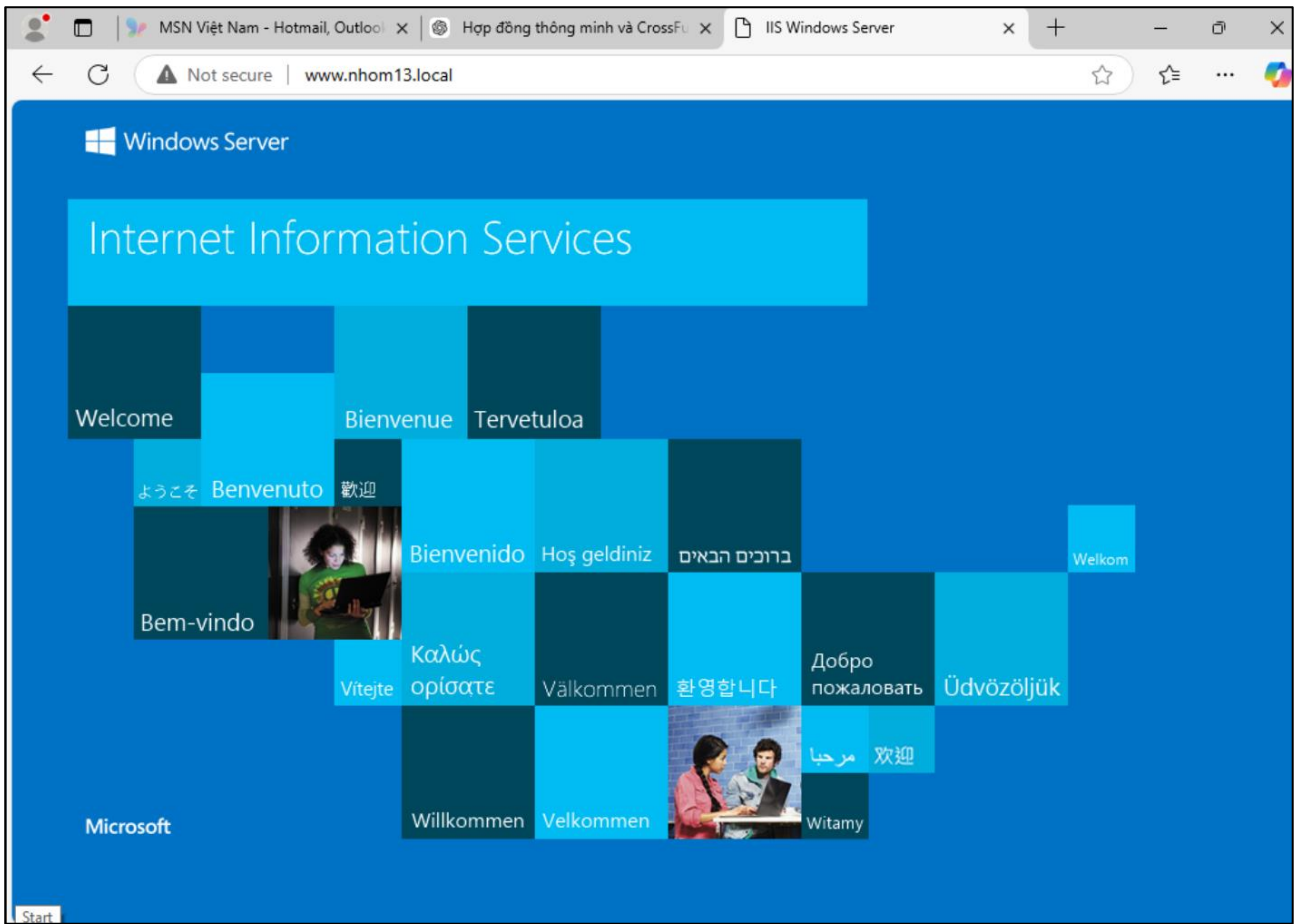 MSN Việt Nam - Hotmail, Outloo
Hợp đồng thông minh và CrossFu
IIS Windows Server
Not secure
www.nhom13.local
Windows Server
Internet Information Services
Welcome
Bienvenue
Tervetuloa
ようこそ
Benvenuto
歡迎
Bienvenido
Hoş geldiniz
ברוכים הבאים
Welkom
Bem-vindo
Vítejte
Καλώς
ορίσατε
Välkommen
환영합니다
Добро
пожаловать
Üdvözöljük
مرحبا
欢迎
Microsoft
Willkommen
Velkommen
Witamy
Start